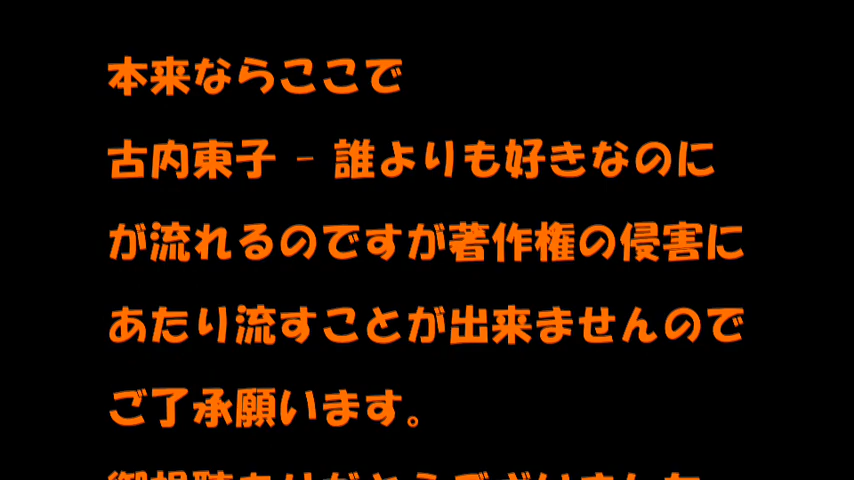 本来ならここで
古内東子 - 誰よりも好きなのに
が流れるのですが著作権の侵害に
あたり流すことが出来ませんので
ご了承願います。